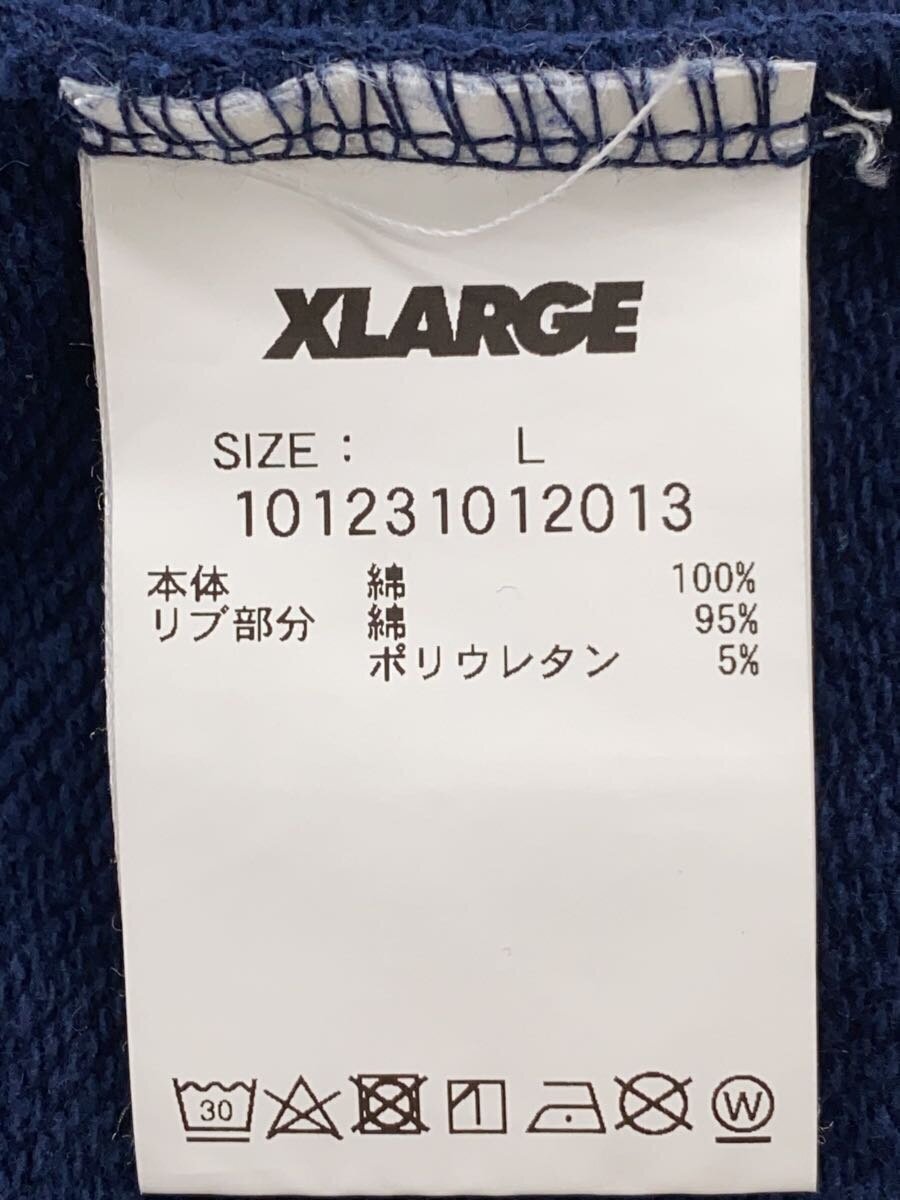 XLARGE
SIZE : L
101231012013
本体 綿 100%
リブ部分 綿 95%
ポリウレタン 5%
30 W